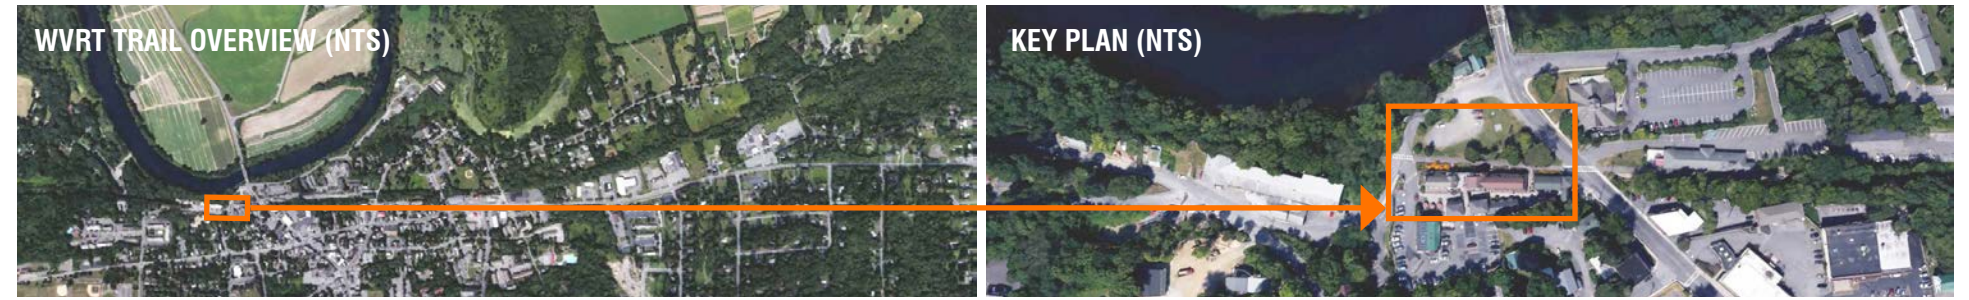 WVRT TRAIL OVERVIEW (NTS)
KEY PLAN (NTS)